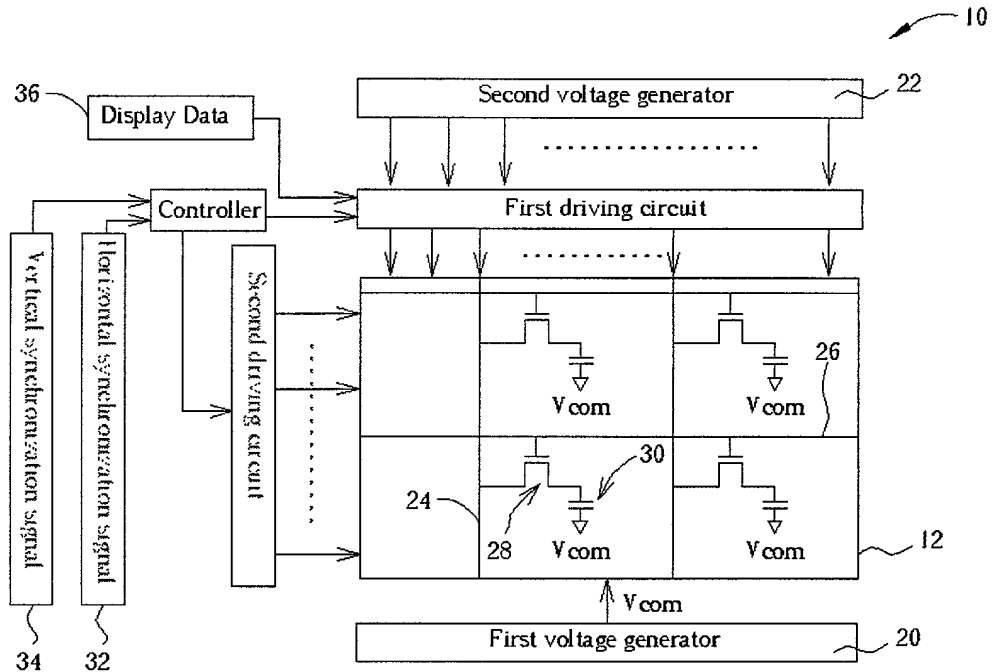 10
36
Display Data
Second voltage generator
22
Controller
First driving circuit
Vertical synchronization signal
Horizontal synchronization signal
Second driving circuit
26
Vcom
Vcom
30
24
28
Vcom
Vcom
12
Vcom
First voltage generator
20
34
32